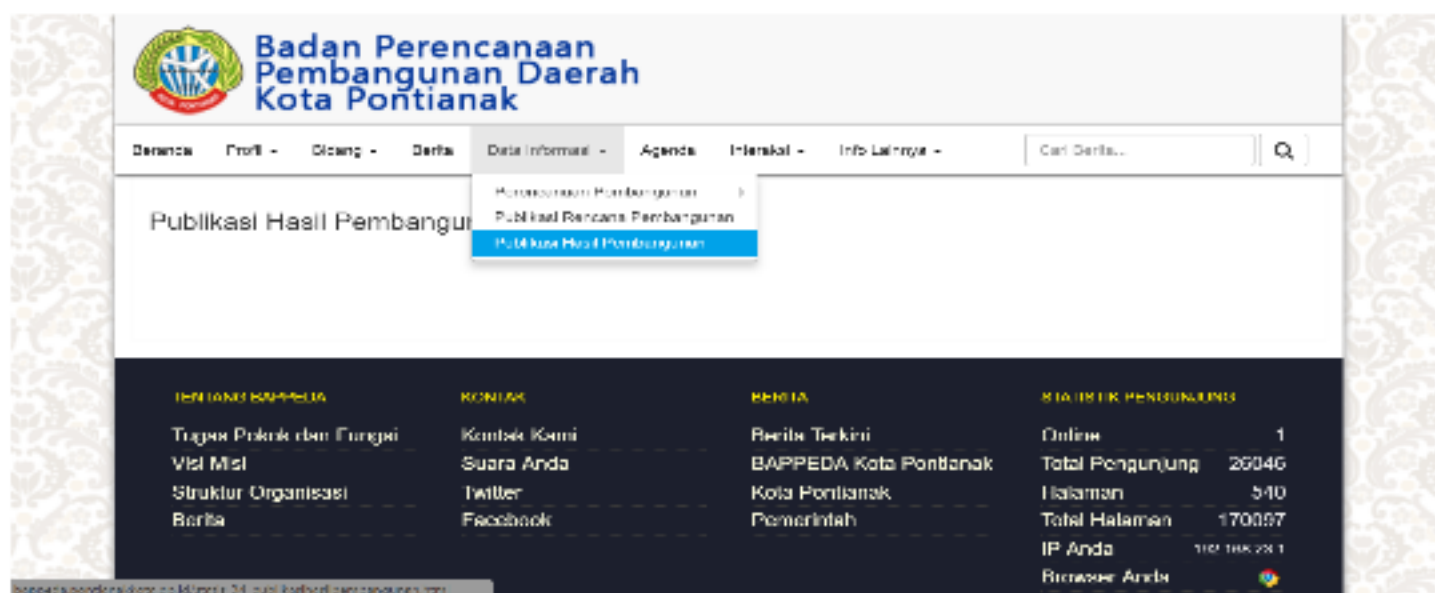 Badan Perencanaan
Pembangunan Daerah
Kota Pontianak
Beranda Profil Bidang Berita Data Informasi Agenda Interaksi Info Lainnya Cari Berita...
Perencanaan Pembangunan
Publikasi Rencana Pembangunan
Publikasi Hasil Pembangunan
Publikasi Hasil Pembangu
TENTANG BAPPEDA KONTAK BERITA STATISTIK PENGUNJUNG
Tugas Pokok dan Fungsi Kontak Kami Berita Terkini Online 1
Visi Misi Suara Anda BAPPEDA Kota Pontianak Total Pengunjung 26046
Struktur Organisasi Twitter Kota Pontianak Halaman 540
Berita Facebook Pemerintah Total Halaman 170097
IP Anda
Browser Anda